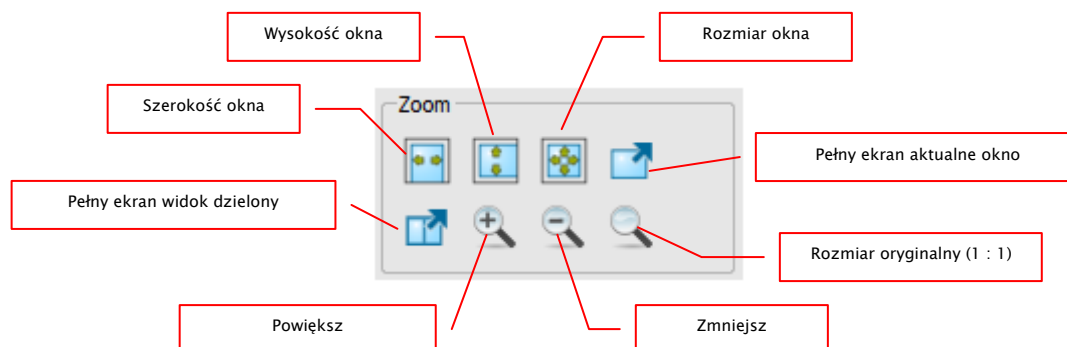 Wysokość okna
Rozmiar okna
Szerokość okna
Zoom
Pełny ekran aktualne okno
Pełny ekran widok dzielony
Rozmiar oryginalny (1 : 1)
Powiększ
Zmniejsz